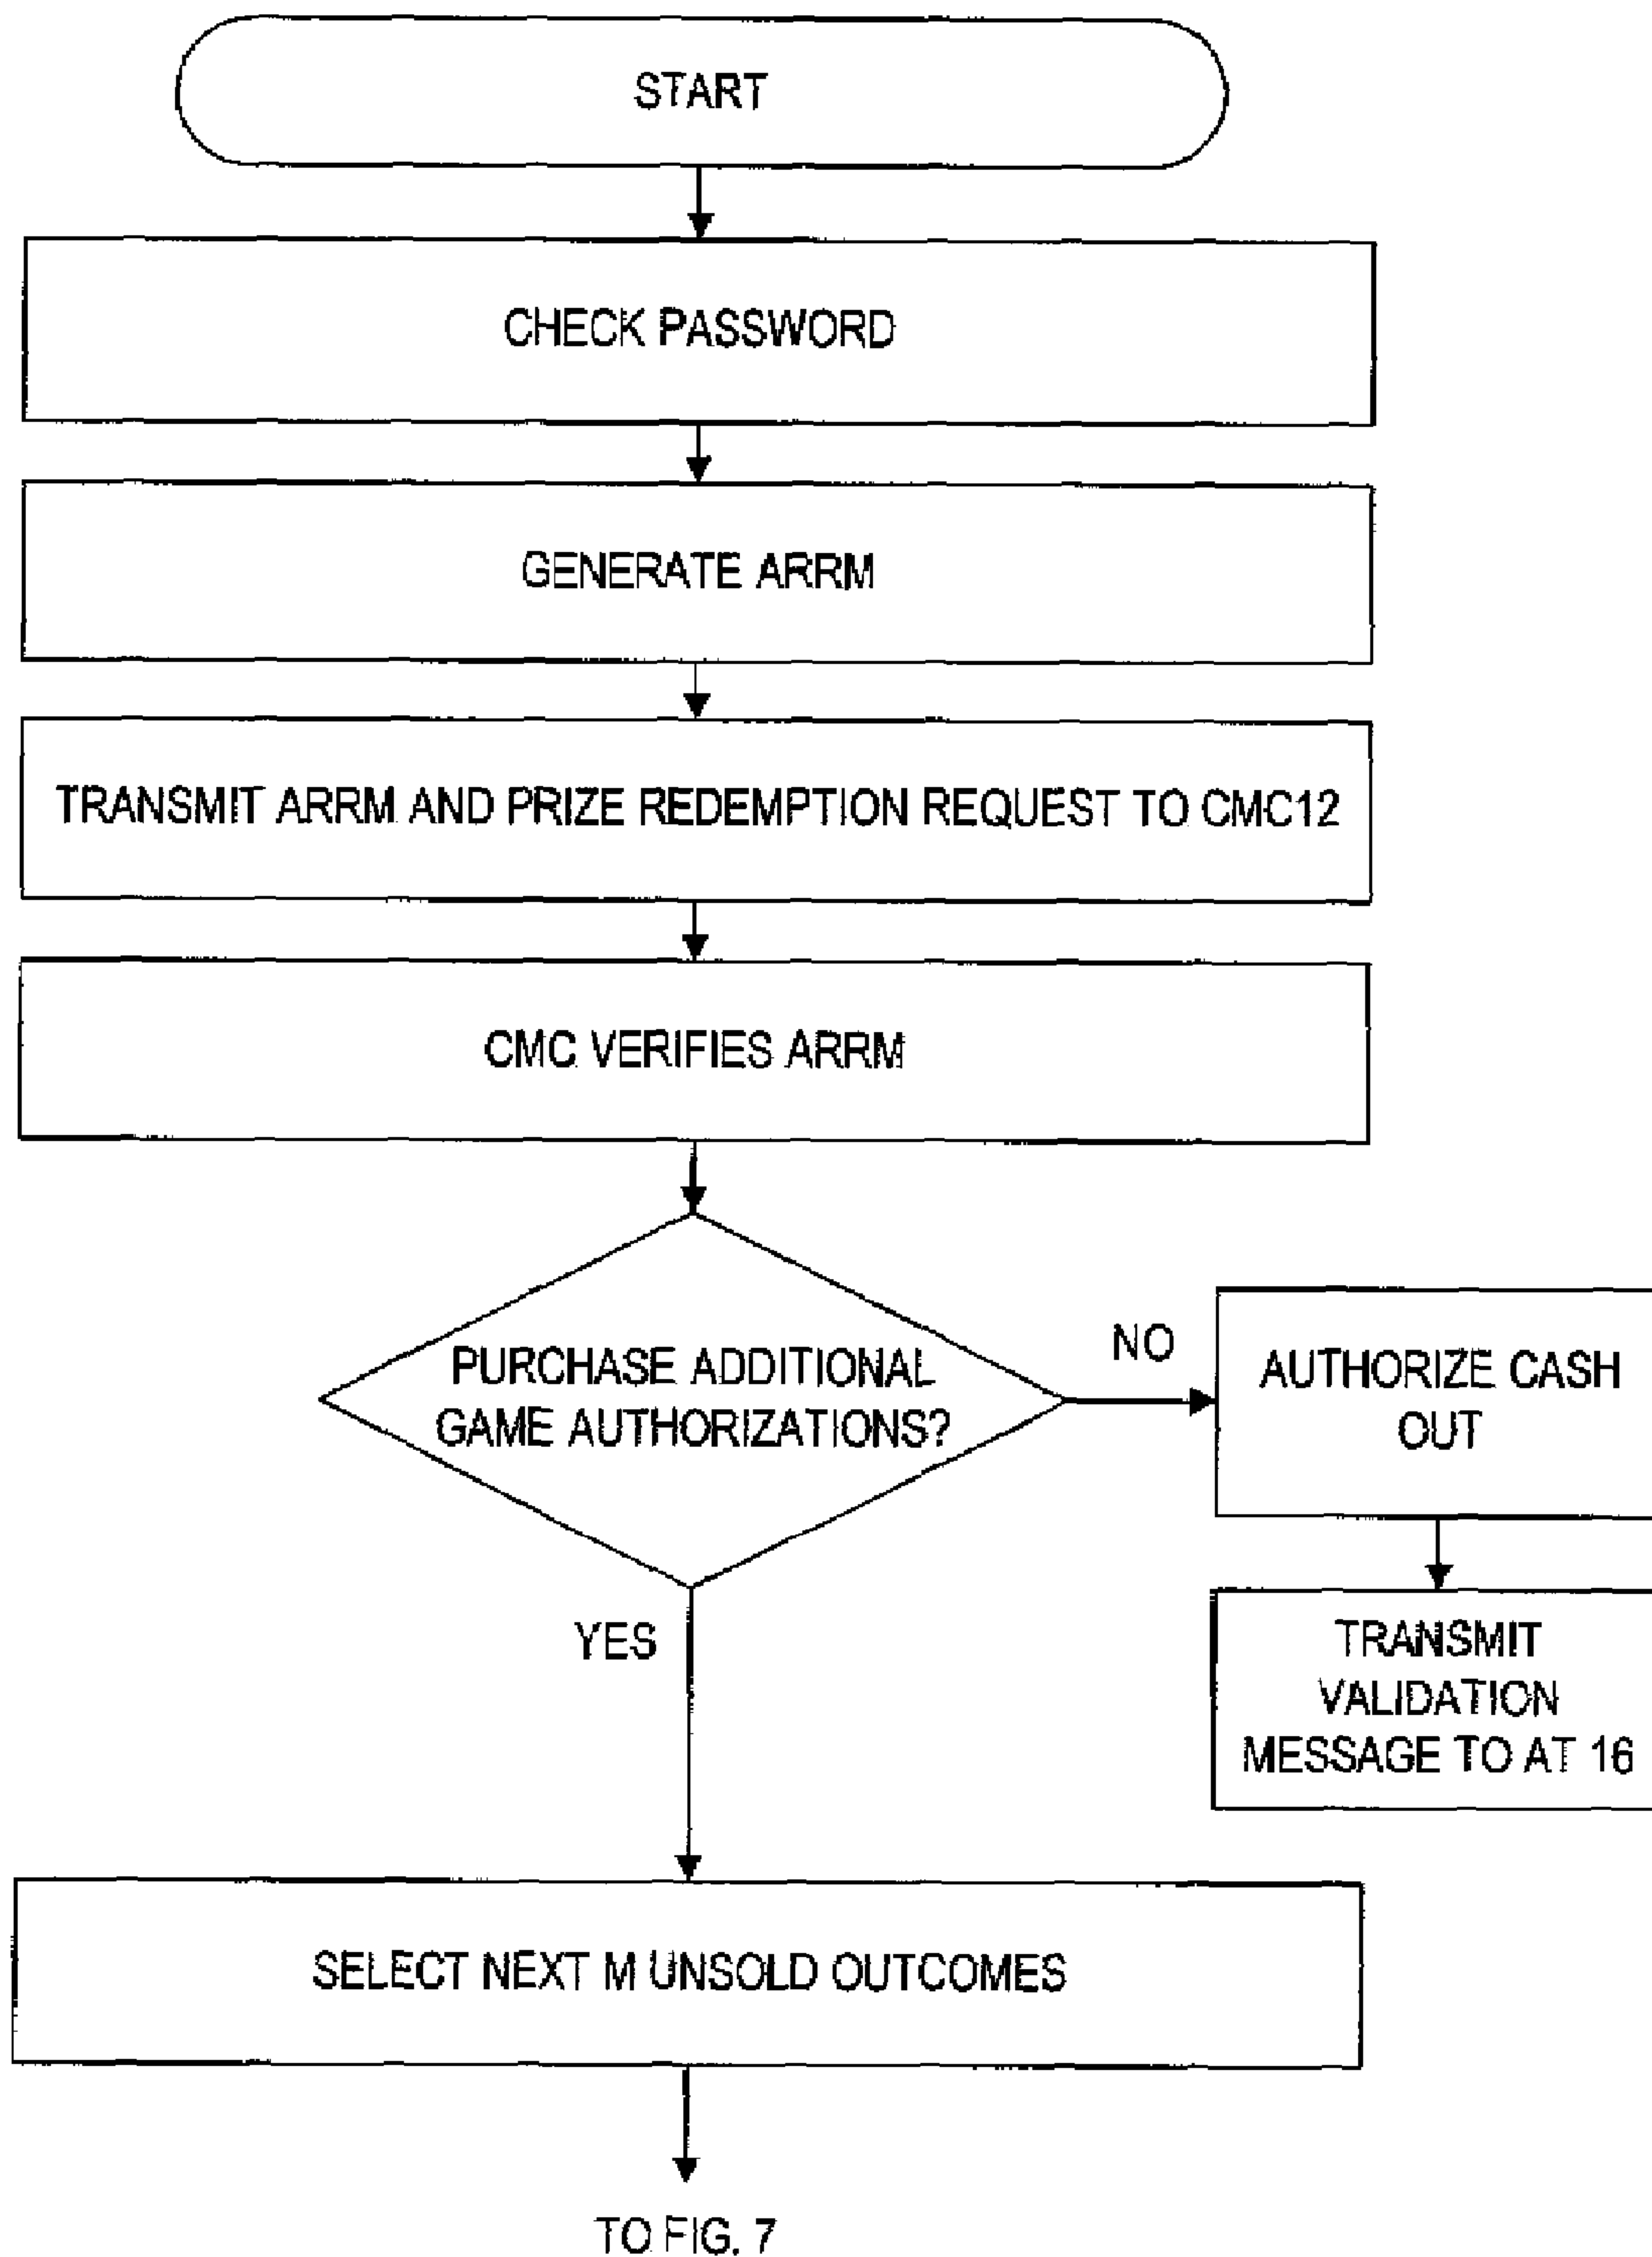 START
CHECK PASSWORD
GENERATE ARRM
TRANSMIT ARRM AND PRIZE REDEMPTION REQUEST TO CMC12
CMC VERIFIES ARRM
PURCHASE ADDITIONAL
GAME AUTHORIZATIONS?
NO
AUTHORIZE CASH
OUT
TRANSMIT
VALIDATION
MESSAGE TO AT 16
YES
SELECT NEXT M UNSOLD OUTCOMES
TO FIG. 7